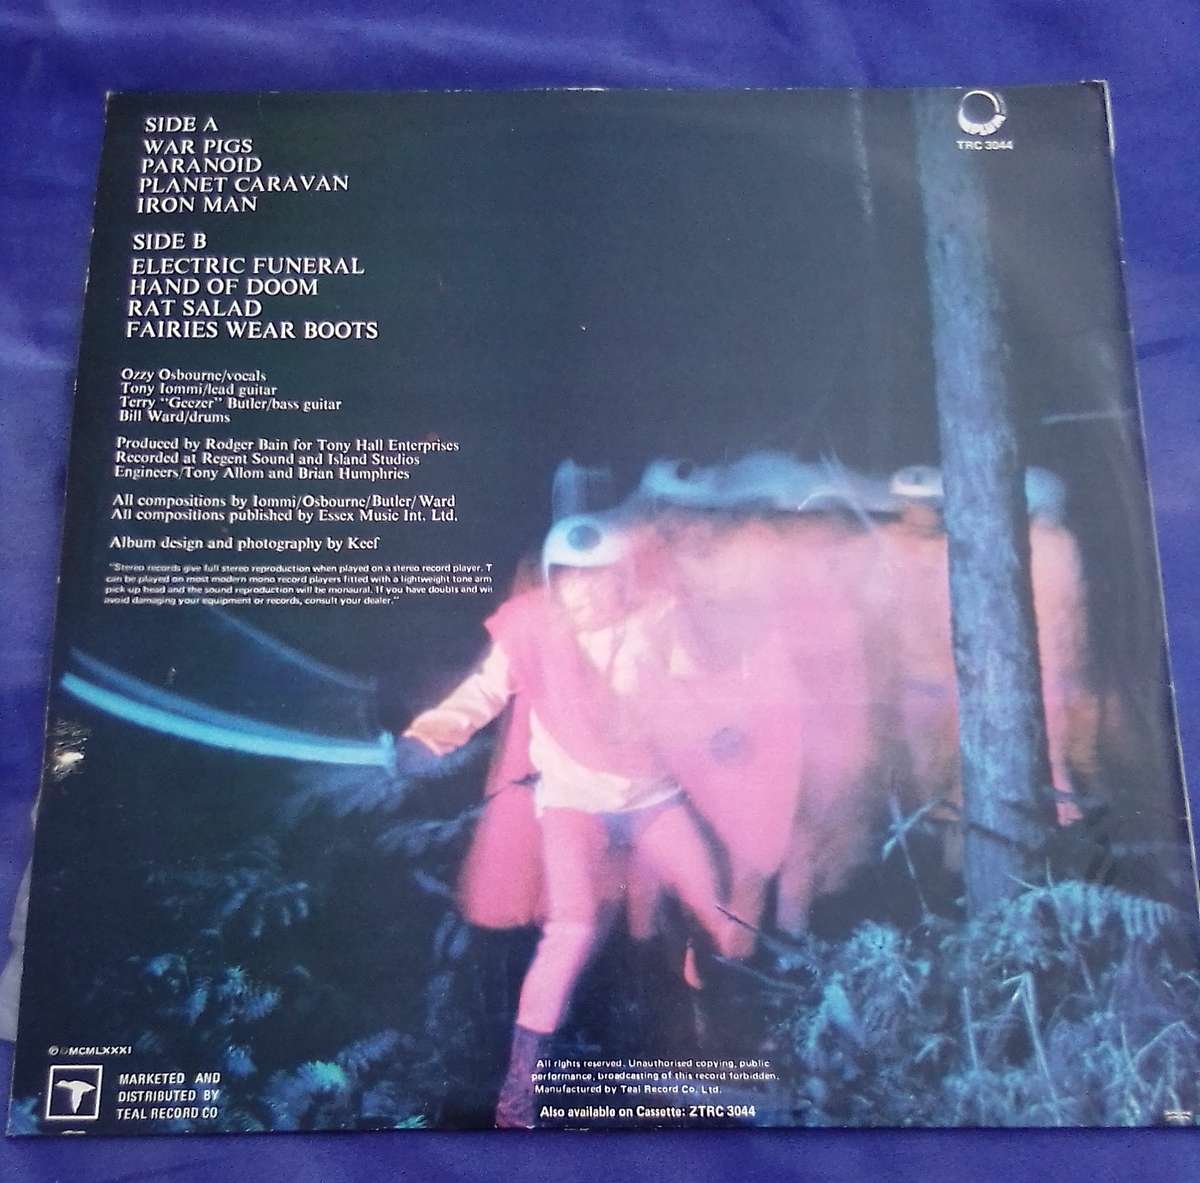 SIDE A
WAR PIGS
PARANOID
PLANET CARAVAN
IRON MAN
SIDE B
ELECTRIC FUNERAL
HAND OF DOOM
RAT SALAD
FAIRIES WEAR BOOTS
Ozzy Osbourne/vocals
Tony Iommi/lead guitar
Terry "Geezer" Butler/bass guitar
Bill Ward/drums
Produced by Rodger Bain for Tony Hall Enterprises
Recorded at Regent Sound and Island Studios
Engineers/Tony Allom and Brian Humphries
All compositions by Iommi/Osbourne/Butler/Ward
All compositions published by Essex Music Int. Ltd.
Album design and photography by Keef
"Stereo records give full stereo reproduction when played on a stereo record player. T
can be played on most modern mono record players fitted with a lightweight tone arm
pick up head and the sound reproduction will be monaural. If you have doubts and wi
avoid damaging your equipment or records, consult your dealer."
TRC 3044
© MCMLXXXI
MARKETED AND
DISTRIBUTED BY
TEAL RECORD CO
All rights reserved. Unauthorised copying, public
performance, broadcasting of this record forbidden.
Manufactured by Teal Record Co. Ltd.
Also available on Cassette: ZTRC 3044